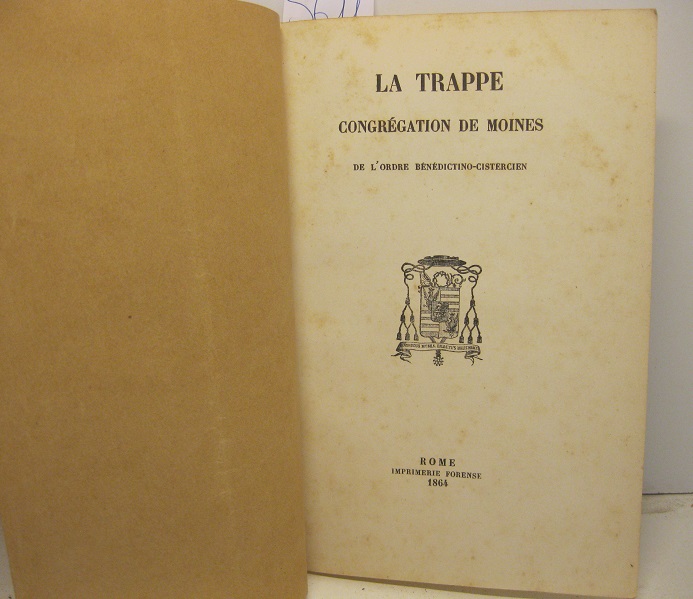 LA TRAPPE
CONGRÉGATION DE MOINES
DE L'ORDRE BÉNÉDICTINO-CISTERCIEN
ROME
IMPRIMERIE FORENSE
1864